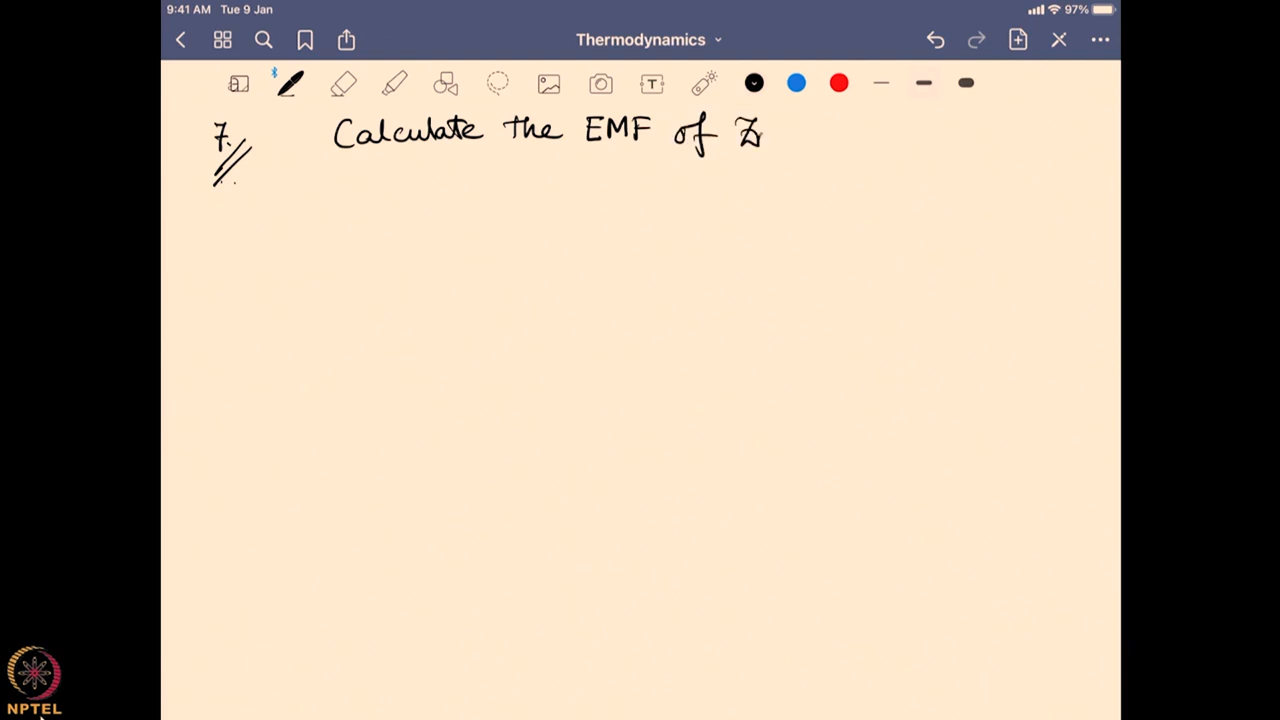 9:41 AM Tue 9 Jan
97%
Thermodynamics
T
7. Calculate the EMF of Z
NPTEL